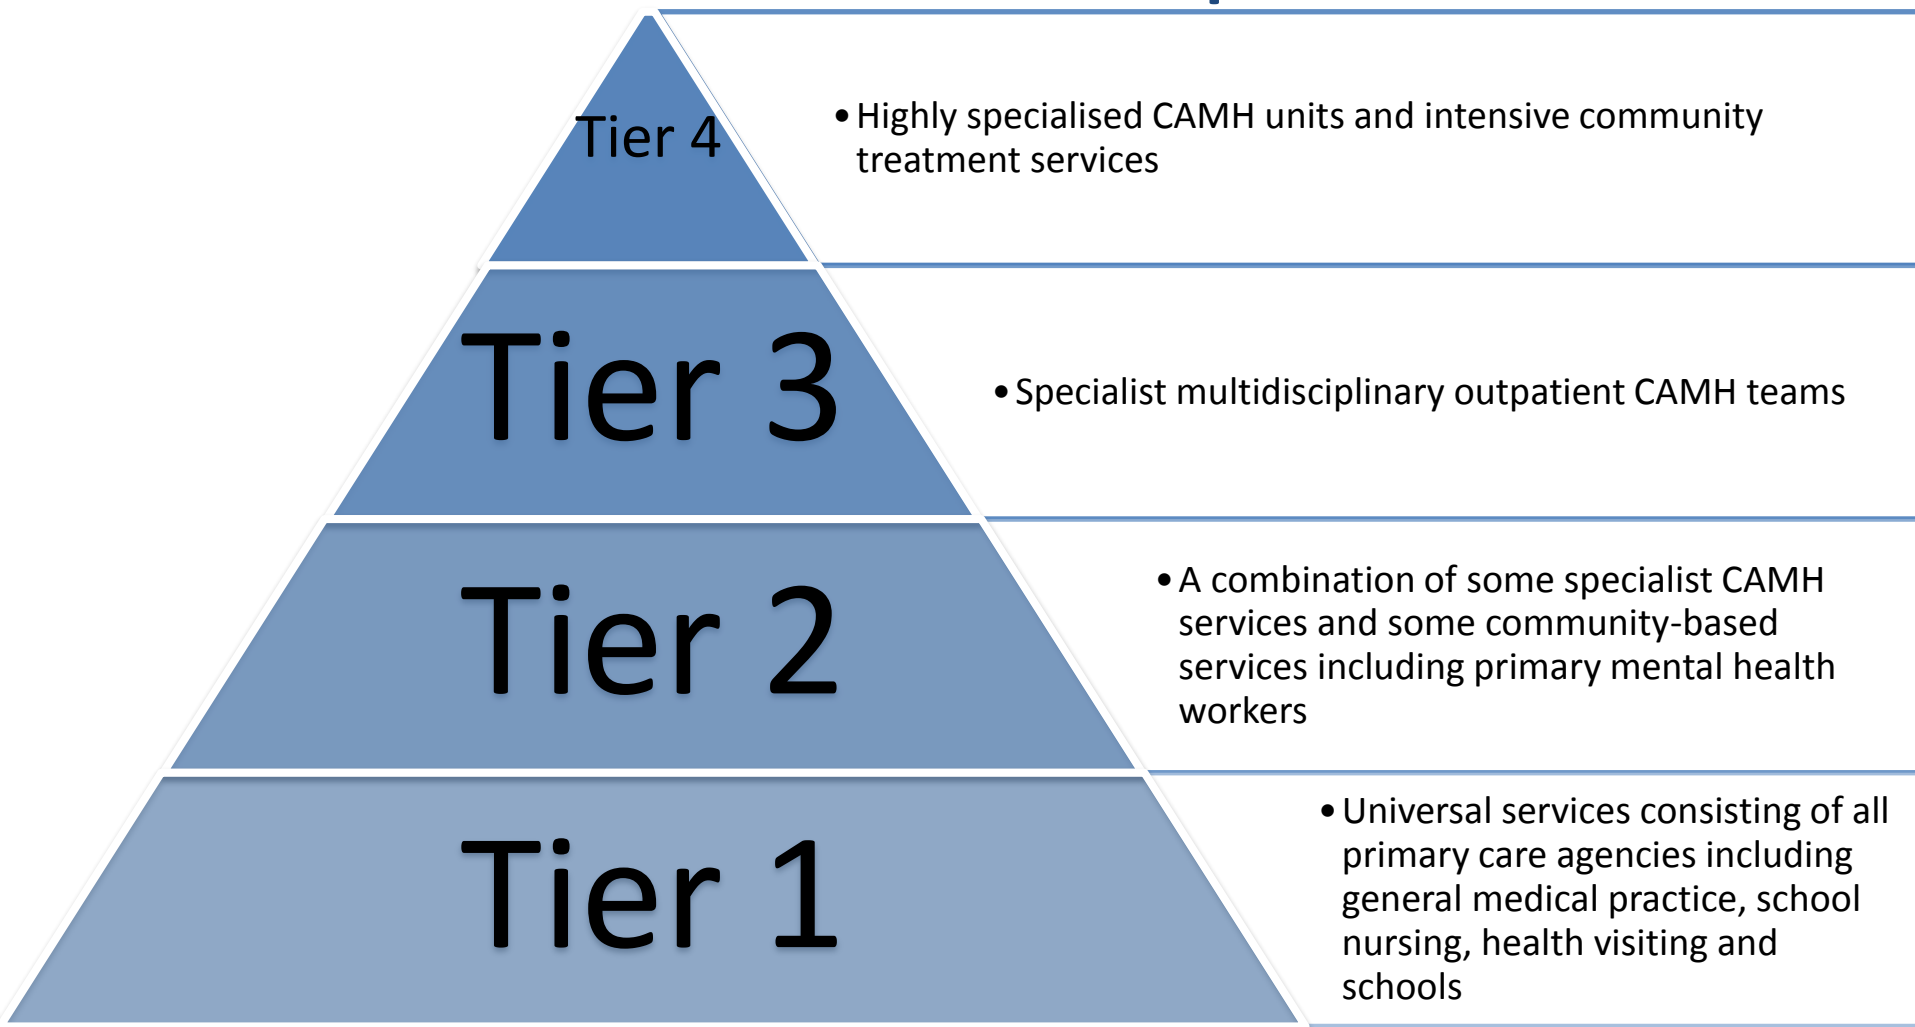 Tier 4
• Highly specialised CAMH units and intensive community
treatment services
Tier 3
• Specialist multidisciplinary outpatient CAMH teams
Tier 2
• A combination of some specialist CAMH
services and some community-based
services including primary mental health
workers
Tier 1
• Universal services consisting of all
primary care agencies including
general medical practice, school
nursing, health visiting and
schools